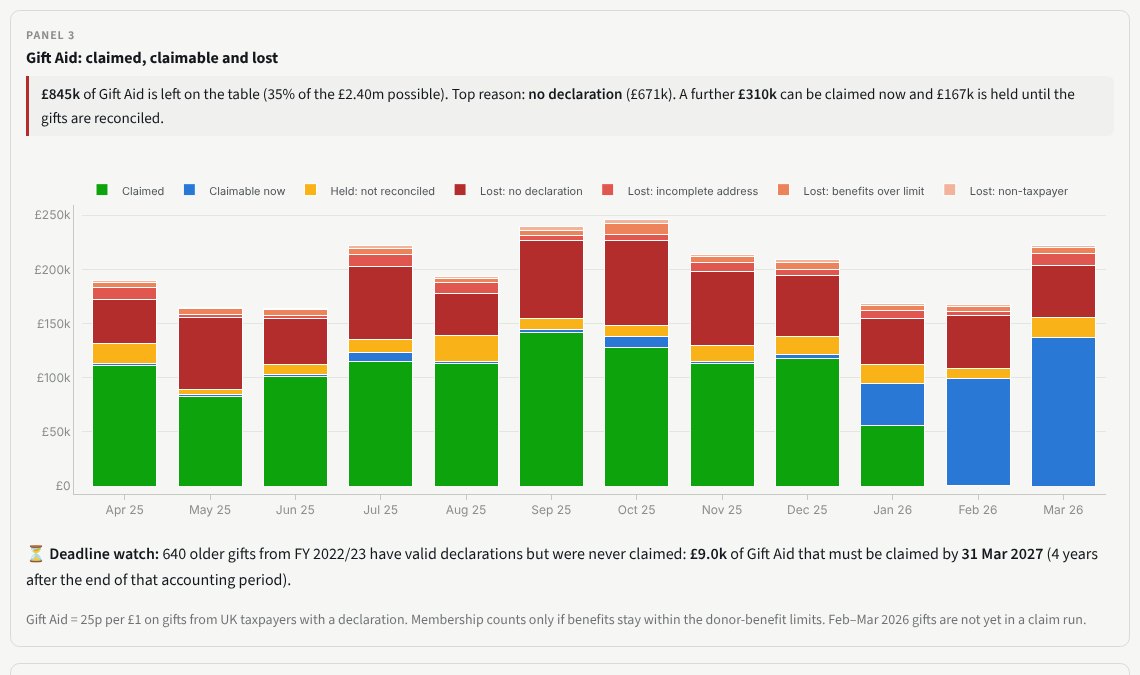 PANEL 3
Gift Aid: claimed, claimable and lost
£845k of Gift Aid is left on the table (35% of the £2.40m possible). Top reason: no declaration (£671k). A further £310k can be claimed now and £167k is held until the
gifts are reconciled.
Claimed Claimable now Held: not reconciled Lost: no declaration Lost: incomplete address Lost: benefits over limit Lost: non-taxpayer
£250k
£200k
£150k
£100k
£50k
£0
Apr 25 May 25 Jun 25 Jul 25 Aug 25 Sep 25 Oct 25 Nov 25 Dec 25 Jan 26 Feb 26 Mar 26
⏳ Deadline watch: 640 older gifts from FY 2022/23 have valid declarations but were never claimed: £9.0k of Gift Aid that must be claimed by 31 Mar 2027 (4 years
after the end of that accounting period).
Gift Aid = 25p per £1 on gifts from UK taxpayers with a declaration. Membership counts only if benefits stay within the donor-benefit limits. Feb–Mar 2026 gifts are not yet in a claim run.